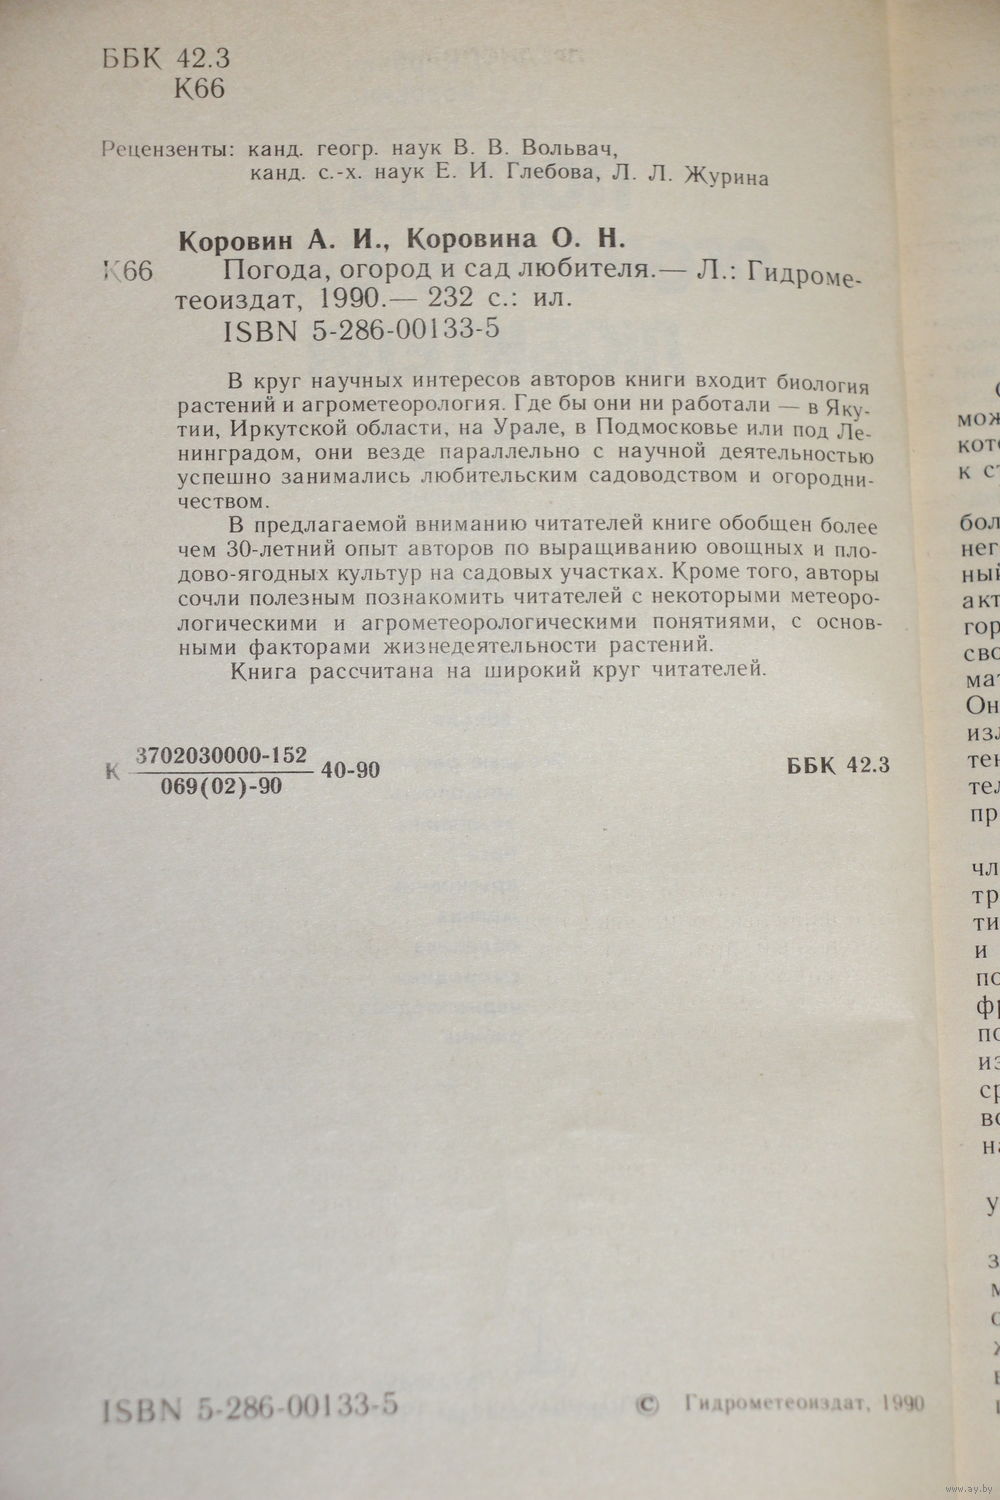 ББК 42.3
К66
Рецензенты: канд. геогр. наук В. В. Вольвач,
канд. с.-х. наук Е. И. Глебова, Л. Л. Журина
Коровин А. И., Коровина О. Н.
К66 Погода, огород и сад любителя.— Л.: Гидроме-
теоиздат, 1990.— 232 с.: ил.
ISBN 5-286-00133-5
В круг научных интересов авторов книги входит биология
растений и агрометеорология. Где бы они ни работали — в Яку-
тии, Иркутской области, на Урале, в Подмосковье или под Ле-
нинградом, они везде параллельно с научной деятельностью
успешно занимались любительским садоводством и огородни-
чеством.
В предлагаемой вниманию читателей книге обобщен более
чем 30-летний опыт авторов по выращиванию овощных и пло-
дово-ягодных культур на садовых участках. Кроме того, авторы
сочли полезным познакомить читателей с некоторыми метеоро-
логическими и агрометеорологическими понятиями, с основ-
ными факторами жизнедеятельности растений.
Книга рассчитана на широкий круг читателей.
К 3702030000-152 40-90 ББК 42.3
069(02)-90
ISBN 5-286-00133-5 © Гидрометеоиздат, 1990
www.ay.by